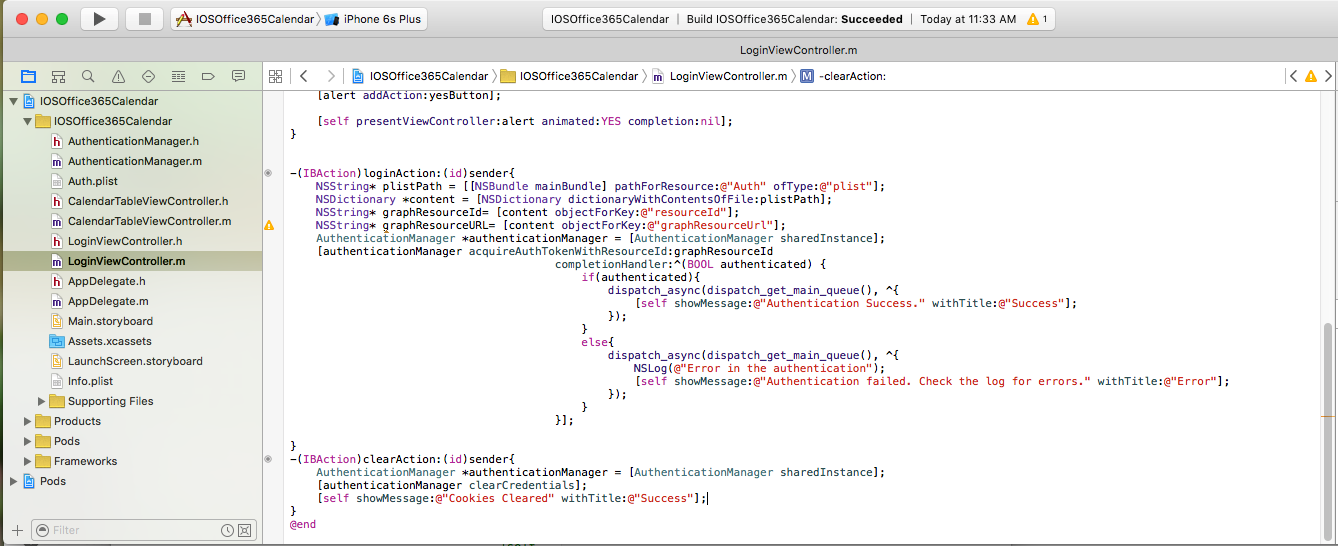 IOSOffice365Calendar iPhone 6s Plus
IOSOffice365Calendar | Build IOSOffice365Calendar: Succeeded | Today at 11:33 AM 1
LoginViewController.m
IOSOffice365Calendar IOSOffice365Calendar LoginViewController.m M -clearAction:
IOSOffice365Calendar
IOSOffice365Calendar
h AuthenticationManager.h
m AuthenticationManager.m
Auth.plist
h CalendarTableViewController.h
m CalendarTableViewController.m
h LoginViewController.h
m LoginViewController.m
h AppDelegate.h
m AppDelegate.m
Main.storyboard
Assets.xcassets
LaunchScreen.storyboard
Info.plist
Supporting Files
Products
Pods
Frameworks
Pods
Filter
[alert addAction:yesButton];
[self presentViewController:alert animated:YES completion:nil];
}
-(IBAction)loginAction:(id)sender{
NSString* plistPath = [[NSBundle mainBundle] pathForResource:@"Auth" ofType:@"plist"];
NSDictionary *content = [NSDictionary dictionaryWithContentsOfFile:plistPath];
NSString* graphResourceId= [content objectForKey:@"resourceId"];
NSString* graphResourceURL= [content objectForKey:@"graphResourceUrl"];
AuthenticationManager *authenticationManager = [AuthenticationManager sharedInstance];
[authenticationManager acquireAuthTokenWithResourceId:graphResourceId
completionHandler:^(BOOL authenticated) {
if(authenticated){
dispatch_async(dispatch_get_main_queue(), ^{
[self showMessage:@"Authentication Success." withTitle:@"Success"];
});
}
else{
dispatch_async(dispatch_get_main_queue(), ^{
NSLog(@"Error in the authentication");
[self showMessage:@"Authentication failed. Check the log for errors." withTitle:@"Error"];
});
}
}];
}
-(IBAction)clearAction:(id)sender{
AuthenticationManager *authenticationManager = [AuthenticationManager sharedInstance];
[authenticationManager clearCredentials];
[self showMessage:@"Cookies Cleared" withTitle:@"Success"];
}
@end